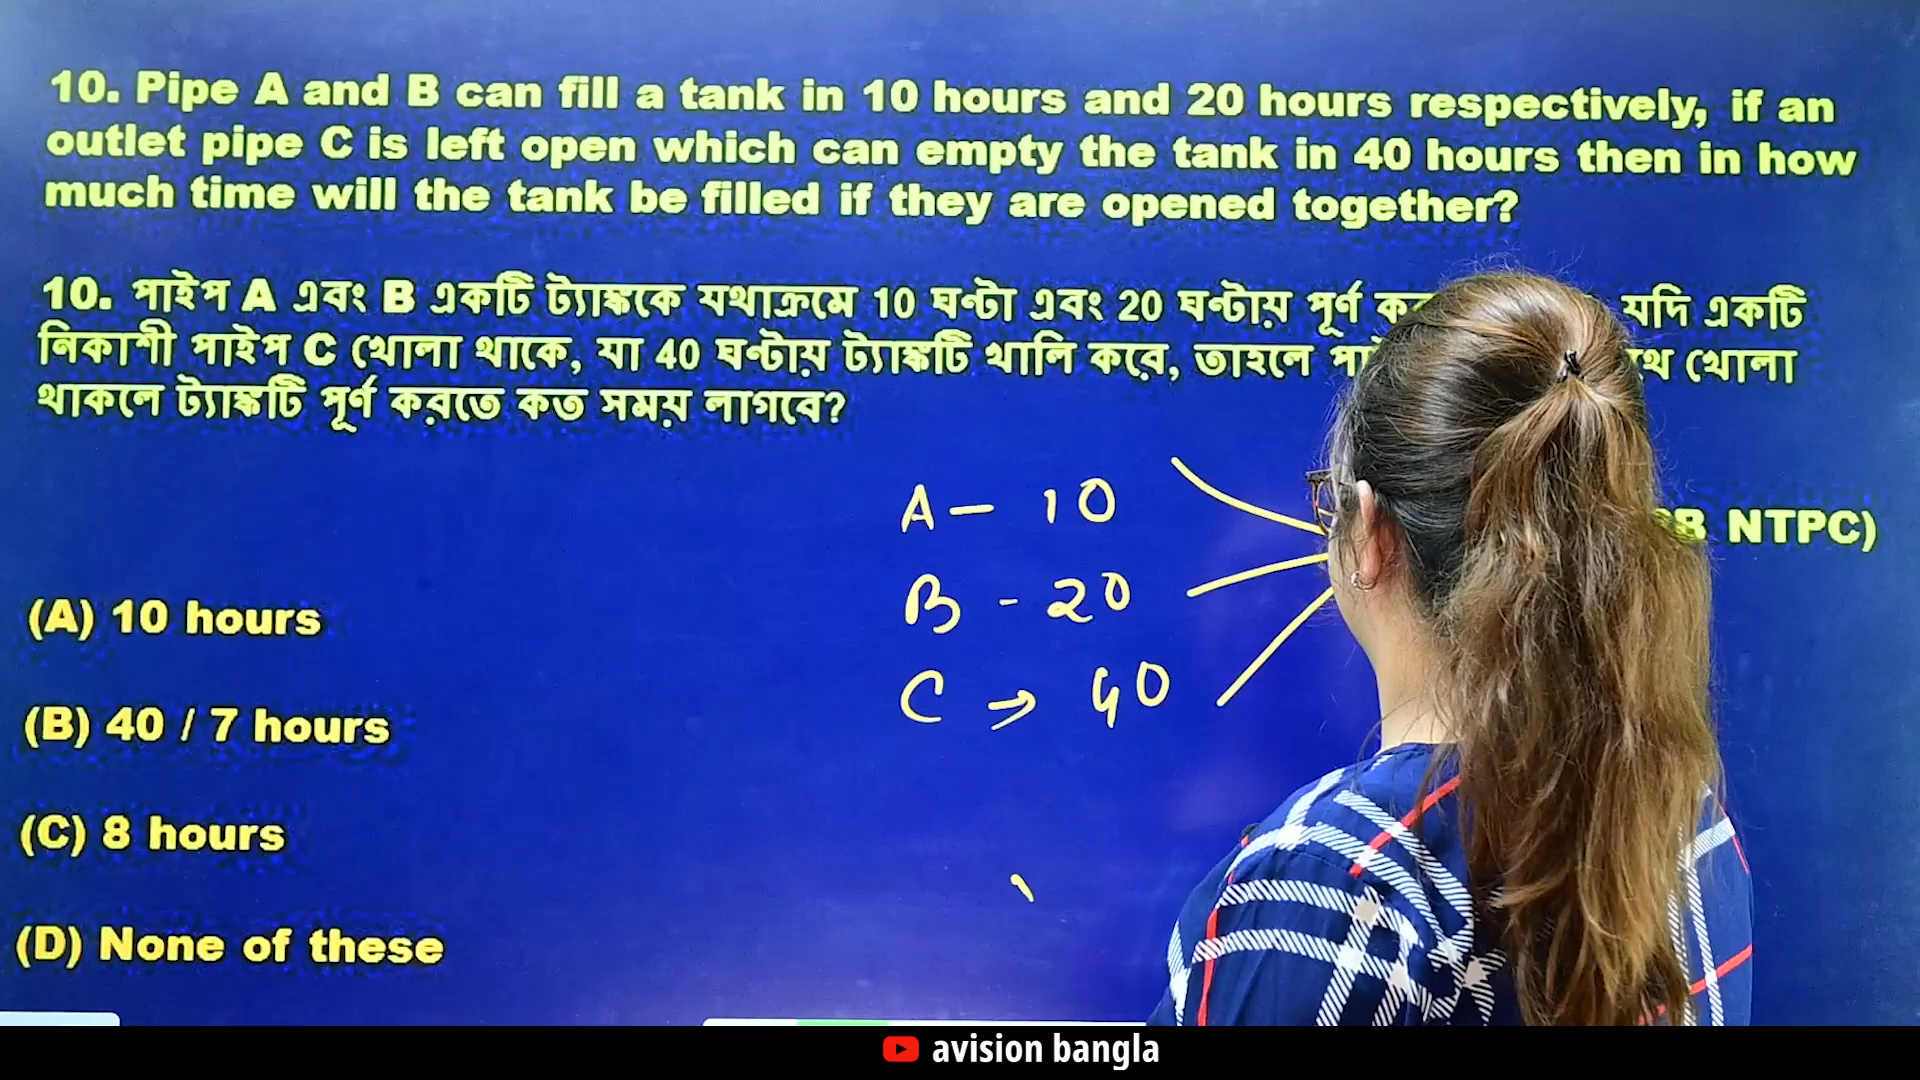 10. Pipe A and B can fill a tank in 10 hours and 20 hours respectively, if an
outlet pipe C is left open which can empty the tank in 40 hours then in how
much time will the tank be filled if they are opened together?
10. পাইপ A এবং B একটি ট্যাঙ্ককে যথাক্রমে 10 ঘণ্টা এবং 20 ঘণ্টায় পূর্ণ যদি একটি
নিকাশী পাইপ C খোলা থাকে, যা 40 ঘণ্টায় ট্যাঙ্কটি খালি করে, তাহলে খোলা
থাকলে ট্যাঙ্কটি পূর্ণ করতে কত সময় লাগবে?
A - 10
NTPC)
B - 20
(A) 10 hours
C → 40
(B) 40 / 7 hours
(C) 8 hours
(D) None of these
avision bangla